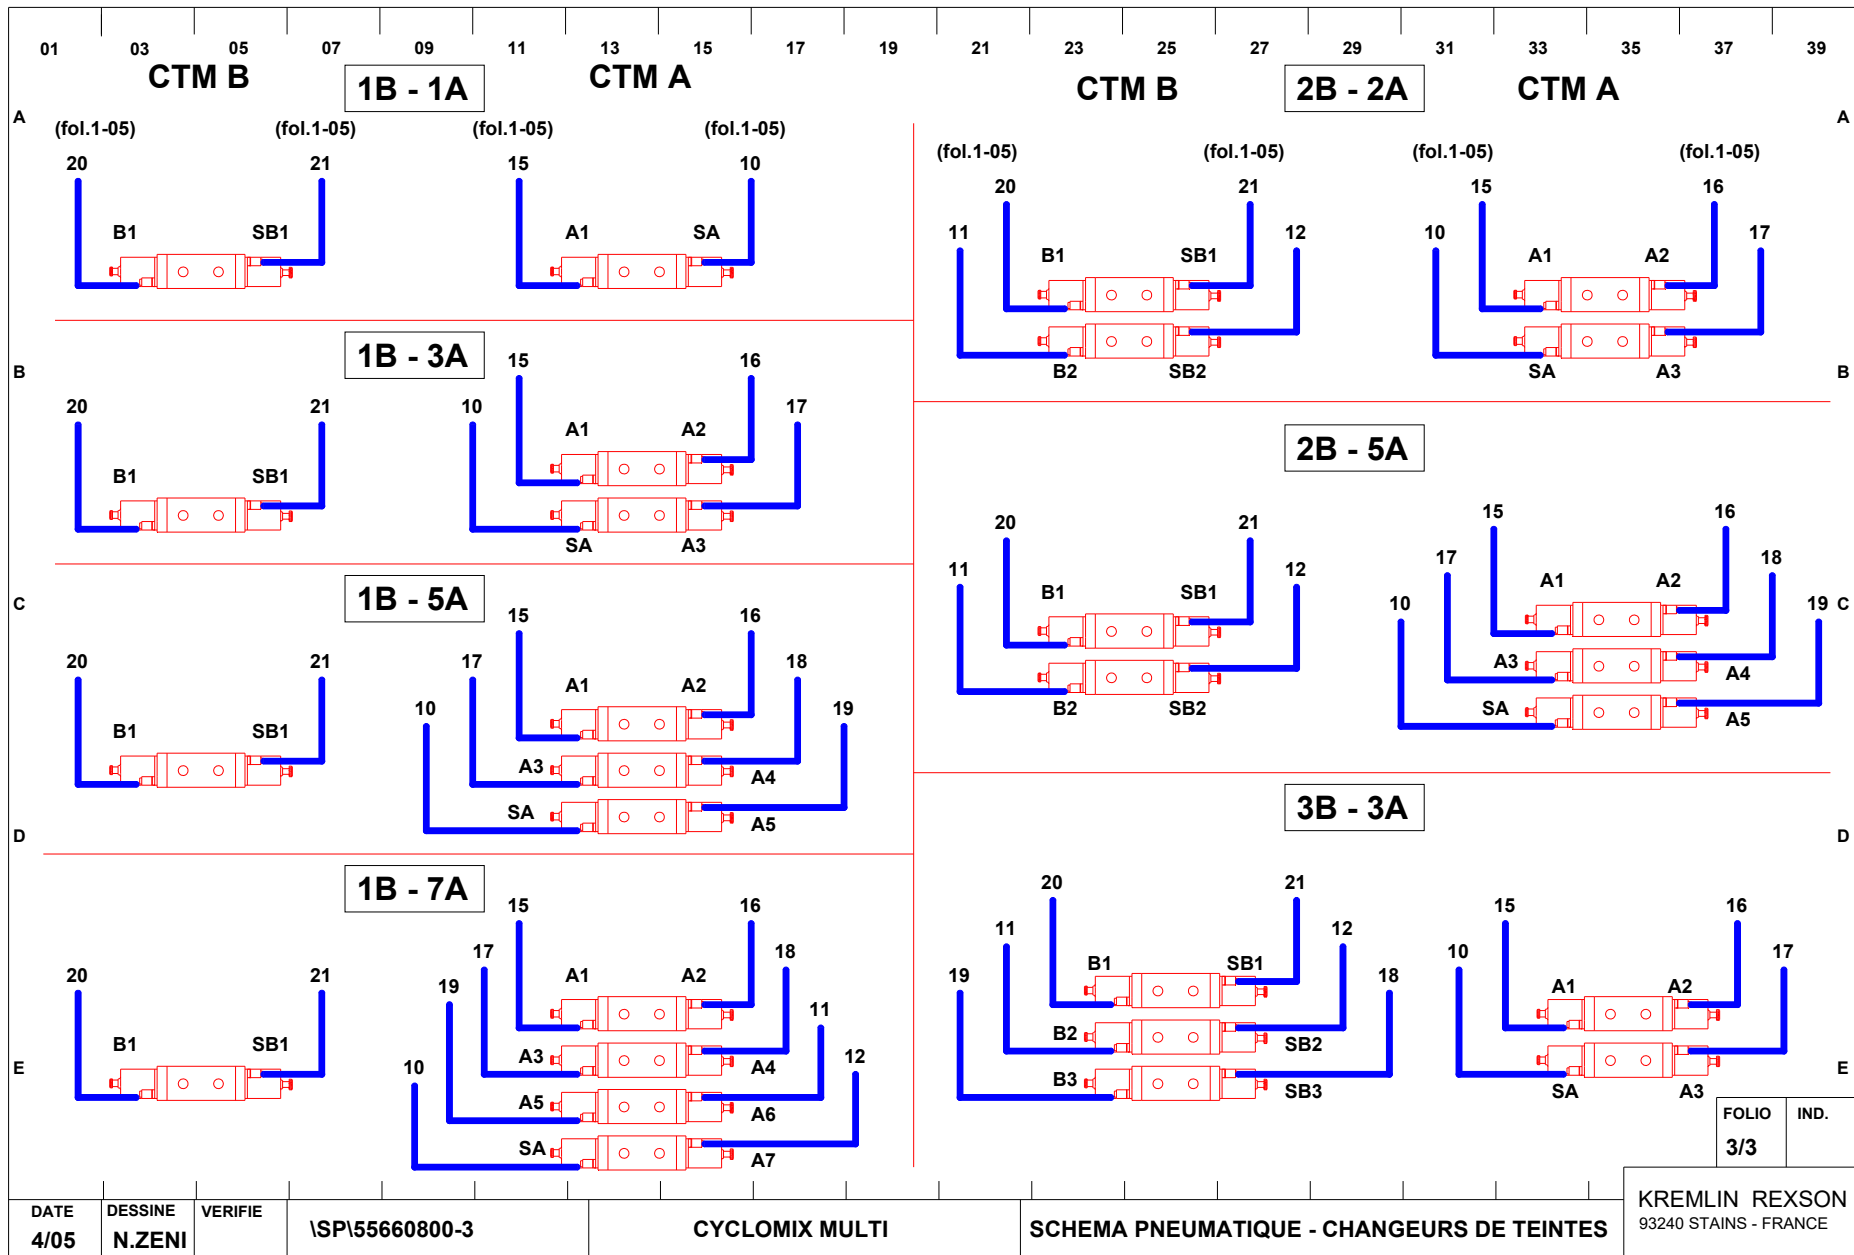 01 03 05 07 09 11 13 15 17 19 21 23 25 27 29 31 33 35 37 39
CTM B 1B - 1A CTM A
A
(fol.1-05) (fol.1-05) (fol.1-05) (fol.1-05)
20 21 15 10
B1 SB1 A1 SA
1B - 3A
B
15 16
20 21 10 17
A1 A2
B1 SB1
SA A3
1B - 5A
C
15 16
20 21 17 18
A1 A2
10 19
B1 SB1
A3 A4
SA A5
D
1B - 7A
15 16
17 18
20 21
19
A1 A2
11
B1 SB1
10 12
A3 A4
E
A5 A6
SA A7
CTM B 2B - 2A CTM A
A
(fol.1-05) (fol.1-05) (fol.1-05) (fol.1-05)
20 21 15 16
11 12 10 17
B1 SB1 A1 A2
B2 SB2 SA A3
B
2B - 5A
20 21 15 16
11 12 17 18
B1 SB1 A1 A2
10 19
C
A3 A4
B2 SB2 SA A5
3B - 3A
D
20 21 15 16
11 12 10 17
19 18
B1 SB1 A1 A2
B2 SB2
B3 SB3 SA A3
E
FOLIO IND.
3/3
DATE DESSINE VERIFIE
4/05 N.ZENI
\SP\55660800-3 CYCLOMIX MULTI SCHEMA PNEUMATIQUE - CHANGEURS DE TEINTES
KREMLIN REXSON
93240 STAINS - FRANCE